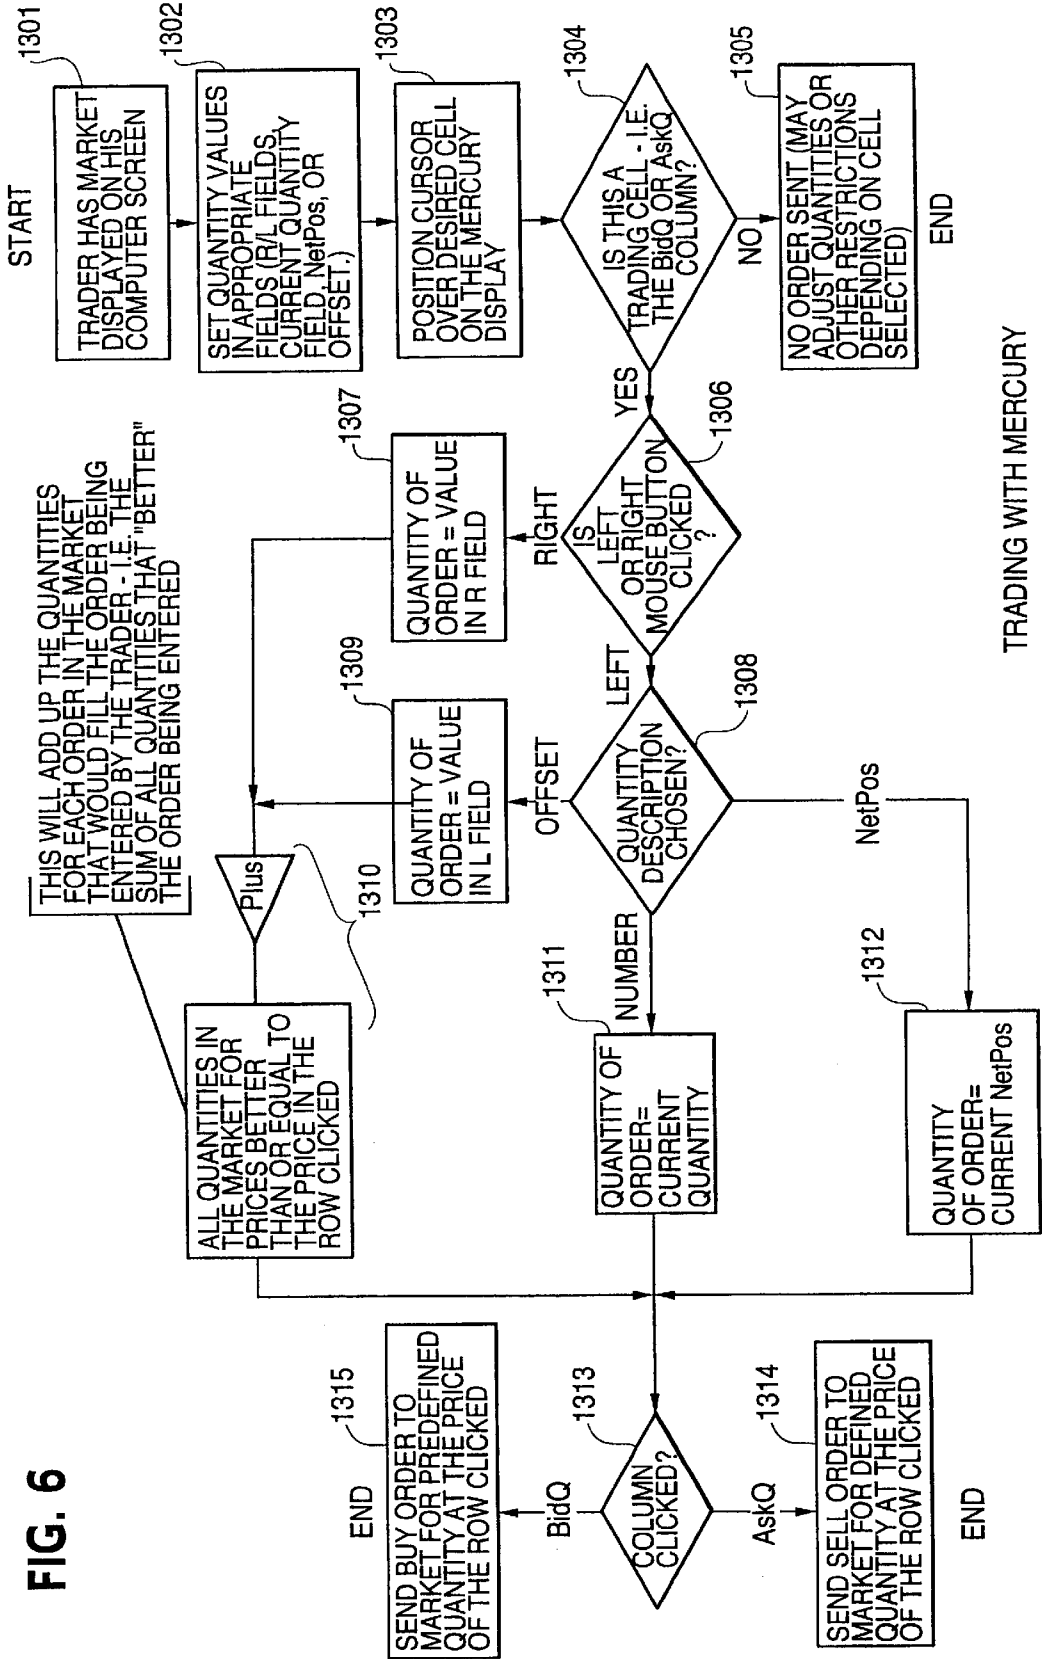 FIG. 6
START
1301
TRADER HAS MARKET
DISPLAYED ON HIS
COMPUTER SCREEN
1302
SET QUANTITY VALUES
IN APPROPRIATE
FIELDS (R/L FIELDS,
CURRENT QUANTITY
FIELD, NetPos, OR
OFFSET.)
1303
POSITION CURSOR
OVER DESIRED CELL
ON THE MERCURY
DISPLAY
1304
IS THIS A
TRADING CELL - I.E.
THE BidQ OR AskQ
COLUMN?
NO
1305
NO ORDER SENT (MAY
ADJUST QUANTITIES OR
OTHER RESTRICTIONS
DEPENDING ON CELL
SELECTED)
END
YES
1306
IS
LEFT
OR RIGHT
MOUSE BUTTON
CLICKED
?
RIGHT
1307
QUANTITY OF
ORDER = VALUE
IN R FIELD
LEFT
1308
QUANTITY
DESCRIPTION
CHOSEN?
OFFSET
1309
QUANTITY OF
ORDER = VALUE
IN L FIELD
Plus
1310
ALL QUANTITIES IN
THE MARKET FOR
PRICES BETTER
THAN OR EQUAL TO
THE PRICE IN THE
ROW CLICKED
THIS WILL ADD UP THE QUANTITIES
FOR EACH ORDER IN THE MARKET
THAT WOULD FILL THE ORDER BEING
ENTERED BY THE TRADER - I.E. THE
SUM OF ALL QUANTITIES THAT "BETTER"
THE ORDER BEING ENTERED
NUMBER
1311
QUANTITY OF
ORDER=
CURRENT
QUANTITY
NetPos
1312
QUANTITY
OF ORDER=
CURRENT NetPos
1313
COLUMN
CLICKED?
AskQ
1314
SEND SELL ORDER TO
MARKET FOR DEFINED
QUANTITY AT THE PRICE
OF THE ROW CLICKED
END
BidQ
1315
SEND BUY ORDER TO
MARKET FOR PREDEFINED
QUANTITY AT THE PRICE
OF THE ROW CLICKED
END
TRADING WITH MERCURY